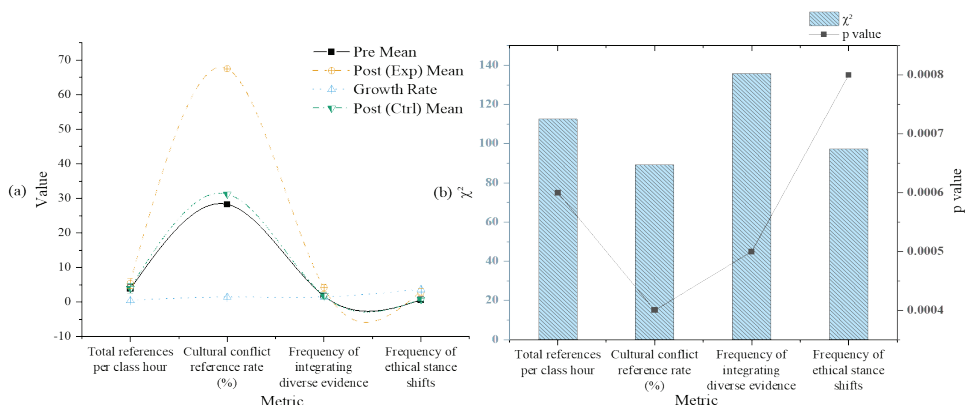 (a)
Value
70
60
50
40
30
20
10
0
-10
Pre Mean
Post (Exp) Mean
Growth Rate
Post (Ctrl) Mean
Total references
per class hour
Cultural conflict
reference rate
(%)
Frequency of
integrating
diverse evidence
Frequency of
ethical stance
shifts
Metric
χ²
p value
(b)
χ²
140
120
100
80
60
40
20
0
0.0008
0.0007
0.0006
0.0005
0.0004
p value
Total references
per class hour
Cultural conflict
reference rate
(%)
Frequency of
integrating
diverse evidence
Frequency of
ethical stance
shifts
Metric